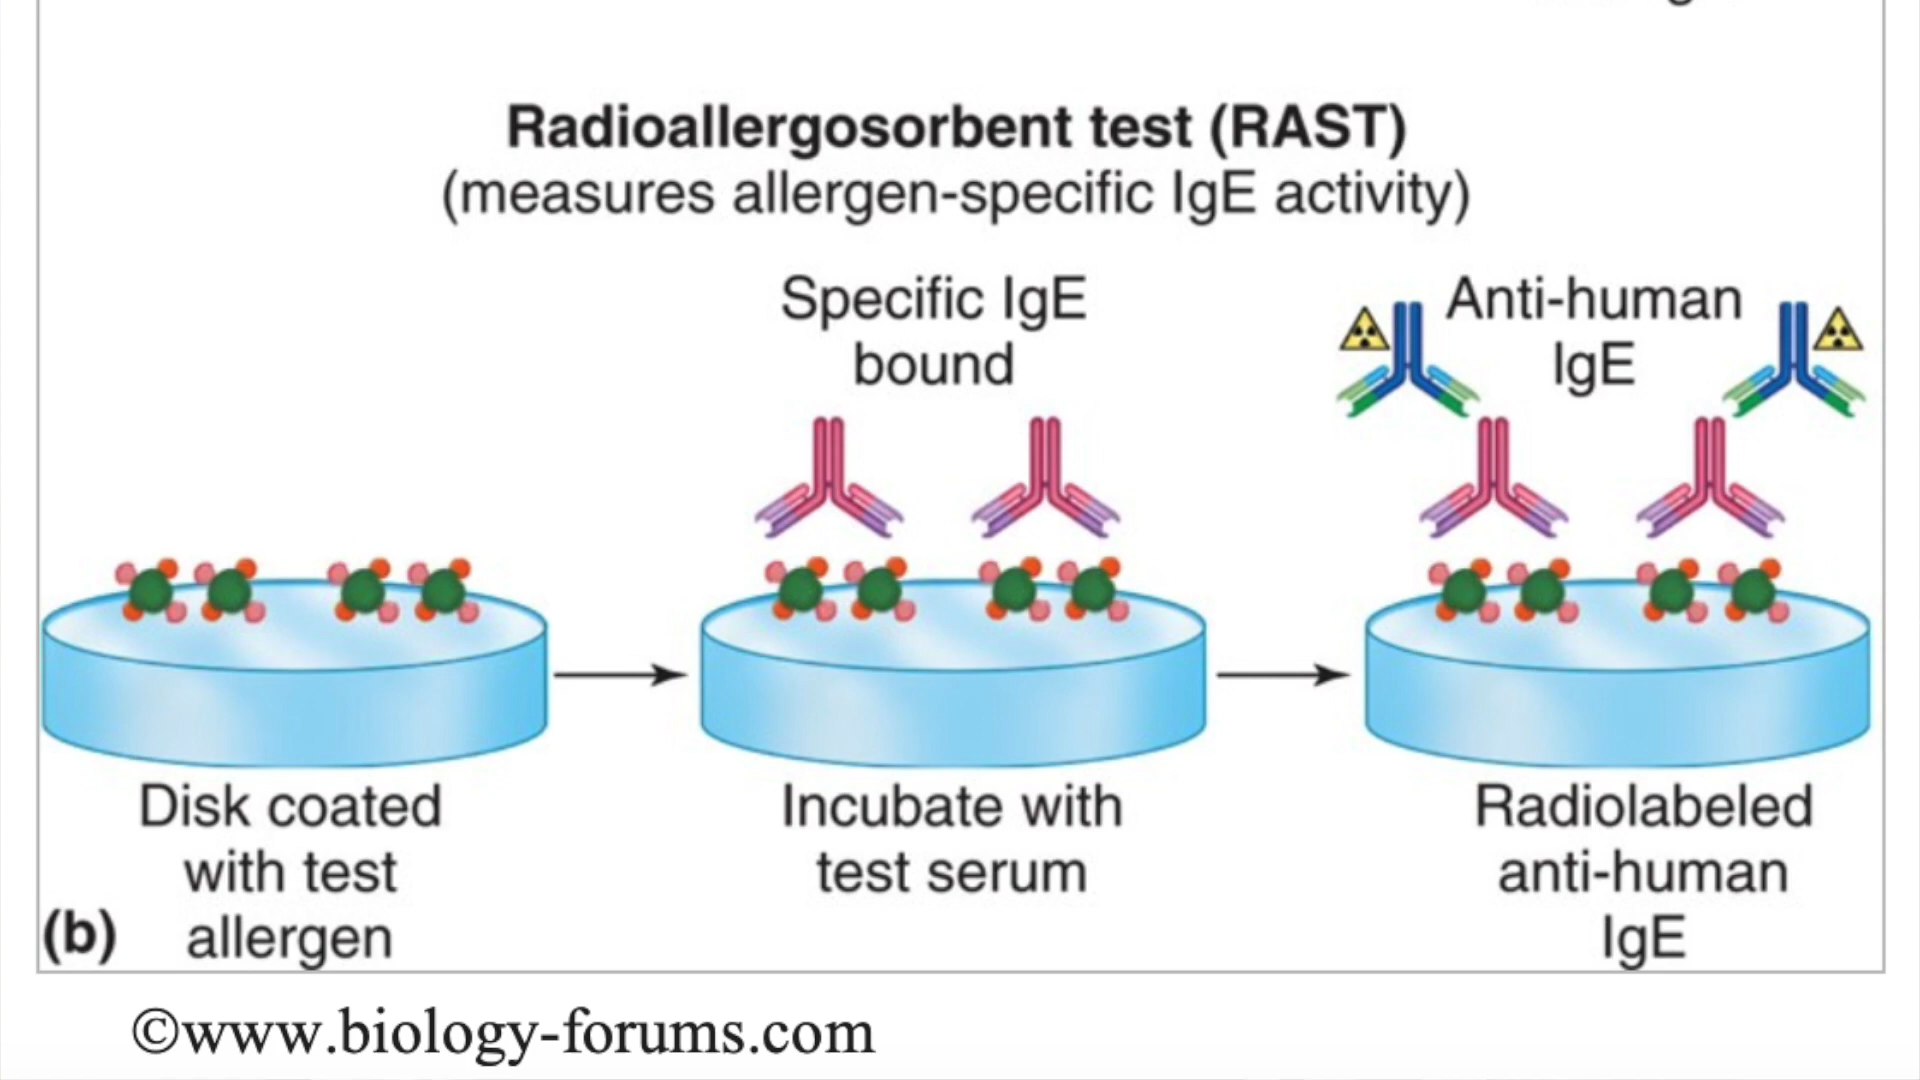 Radioallergosorbent test (RAST)
(measures allergen-specific IgE activity)
Specific IgE
bound
Anti-human
IgE
Disk coated
with test
allergen
Incubate with
test serum
Radiolabeled
anti-human
IgE
(b)
©www.biology-forums.com